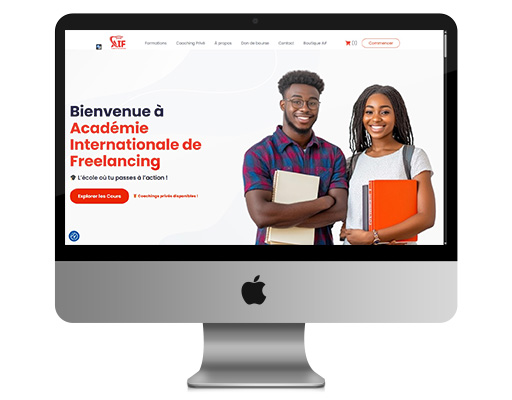 AIF
Formations Coaching Privé À propos Don de bourse Contact Boutique AIF (0) Commencer
Bienvenue à
Académie
Internationale de
Freelancing
L'école où tu passes à l'action !
Explorer les Cours Coachings privés disponibles !